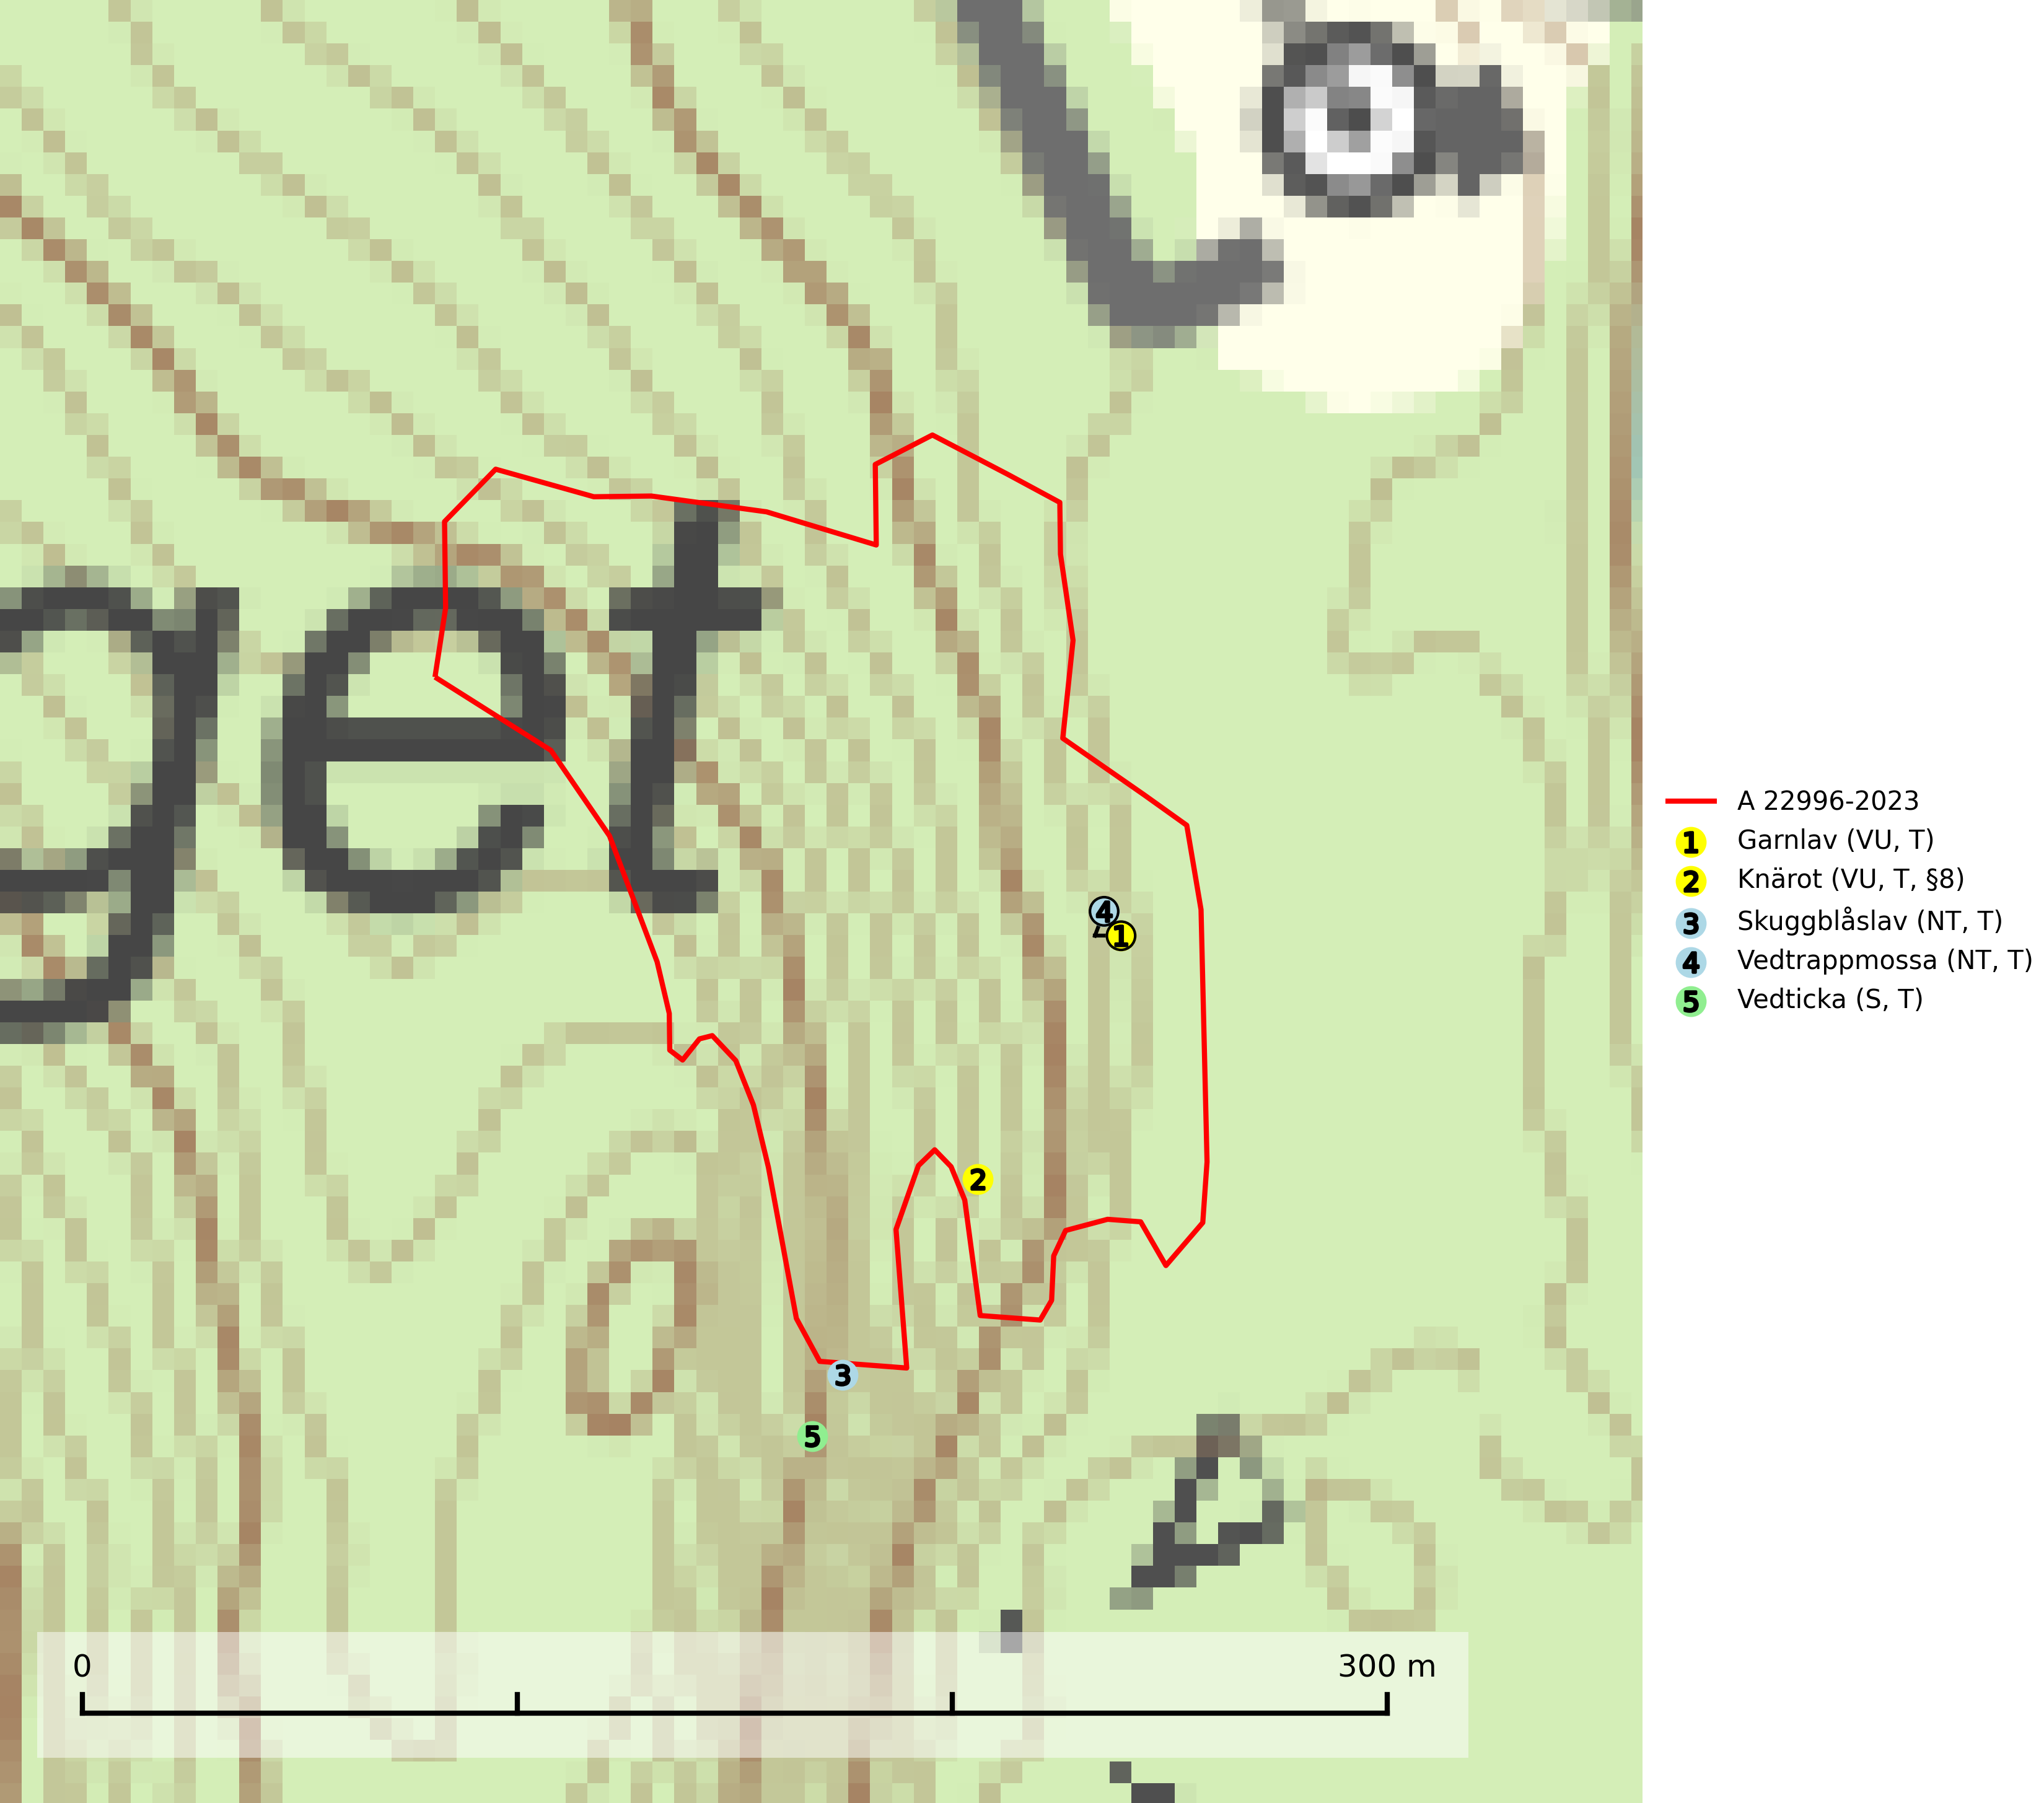 et
4
1
2
3
5
0 300 m
A 22996-2023
1 Garnlav (VU, T)
2 Knärot (VU, T, §8)
3 Skuggblåslav (NT, T)
4 Vedtrappmossa (NT, T)
5 Vedticka (S, T)